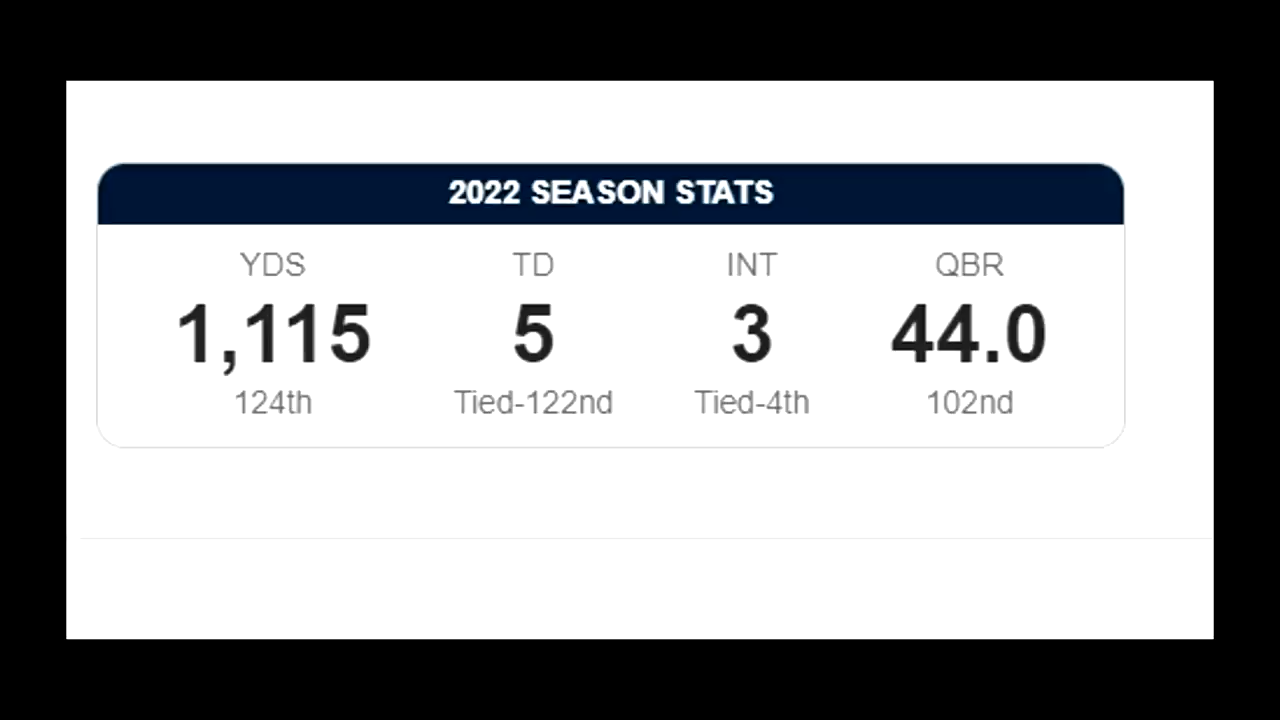 2022 SEASON STATS
YDS TD INT QBR
1,115 5 3 44.0
124th Tied-122nd Tied-4th 102nd